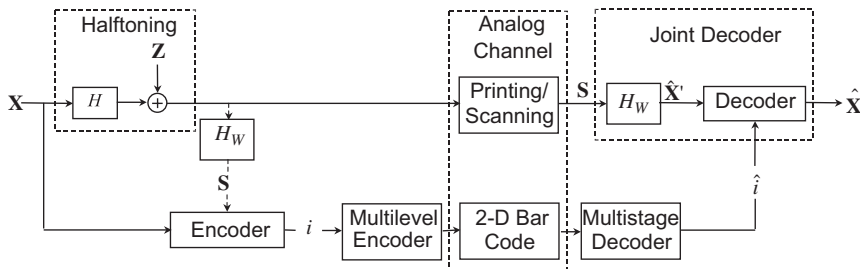 Halftoning
Analog
Channel
Joint Decoder
Z
X
H
+
Printing/
Scanning
S
H_W
X̂'
Decoder
X̂
H_W
S
î
Encoder
i
Multilevel
Encoder
2-D Bar
Code
Multistage
Decoder